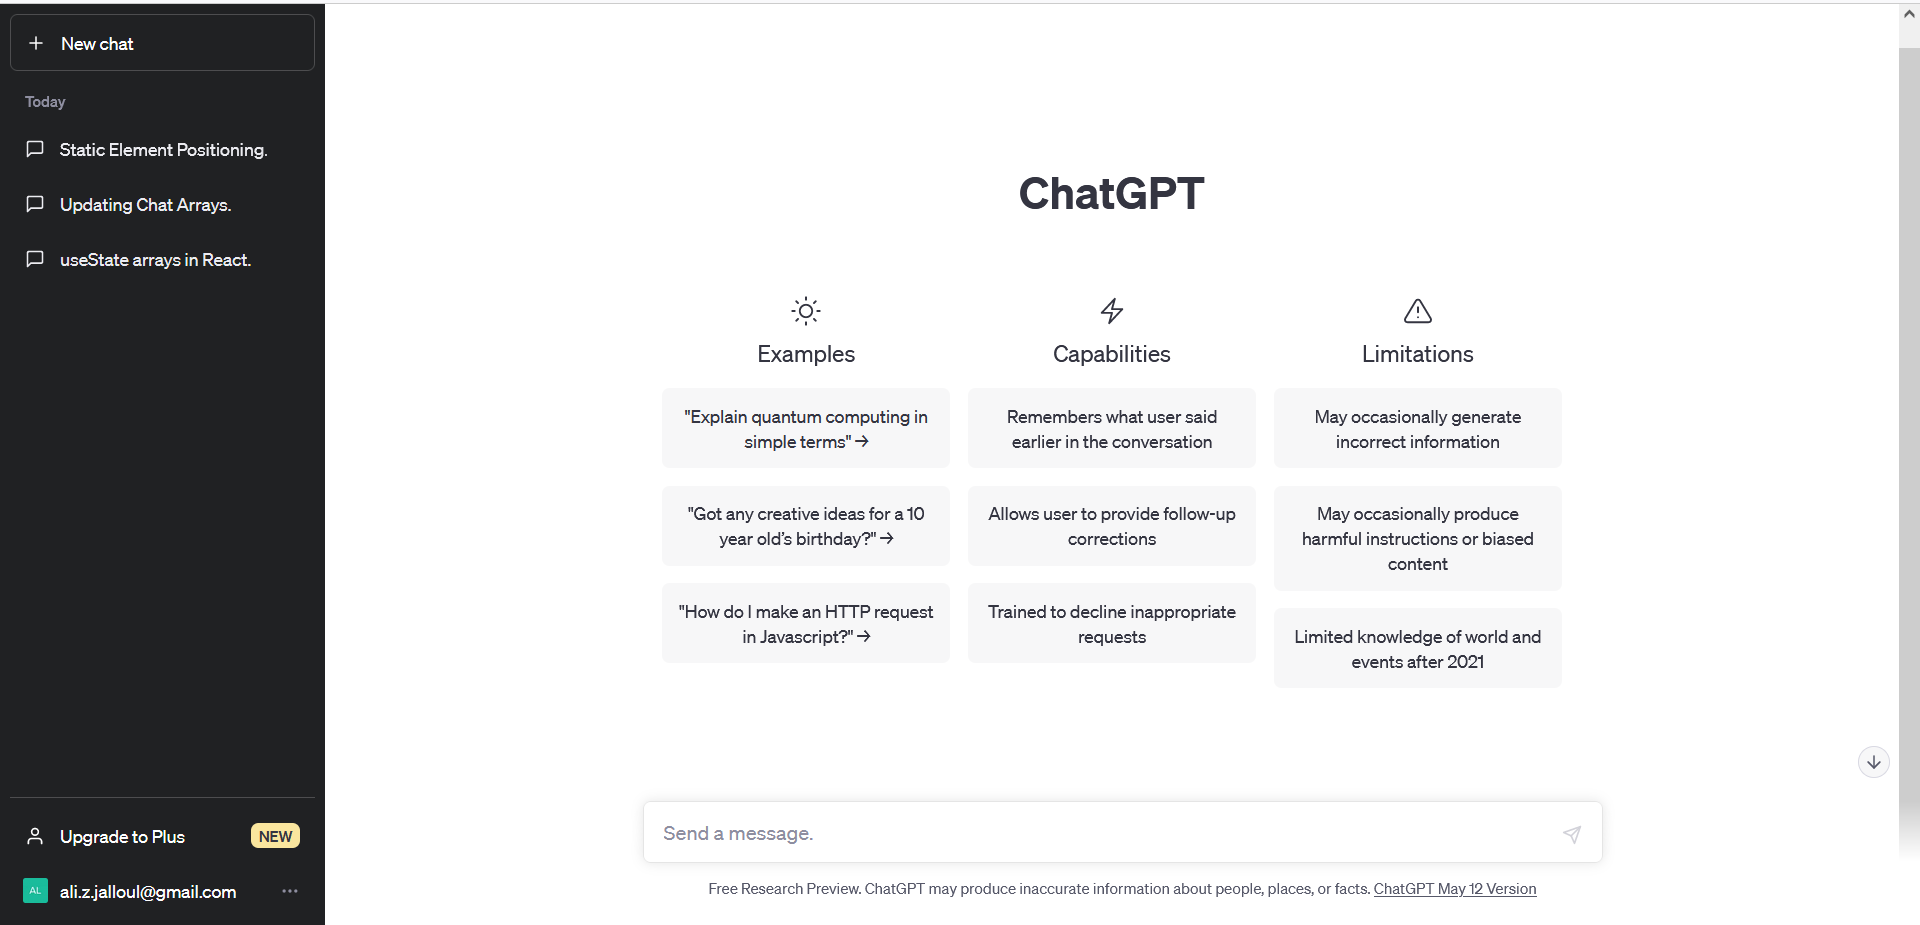 New chat
Today
Static Element Positioning.
Updating Chat Arrays.
useState arrays in React.
Upgrade to Plus
NEW
AL
ali.z.jalloul@gmail.com
ChatGPT
Examples
"Explain quantum computing in
simple terms" →
"Got any creative ideas for a 10
year old’s birthday?" →
"How do I make an HTTP request
in Javascript?" →
Capabilities
Remembers what user said
earlier in the conversation
Allows user to provide follow-up
corrections
Trained to decline inappropriate
requests
Limitations
May occasionally generate
incorrect information
May occasionally produce
harmful instructions or biased
content
Limited knowledge of world and
events after 2021
Send a message.
Free Research Preview. ChatGPT may produce inaccurate information about people, places, or facts. ChatGPT May 12 Version